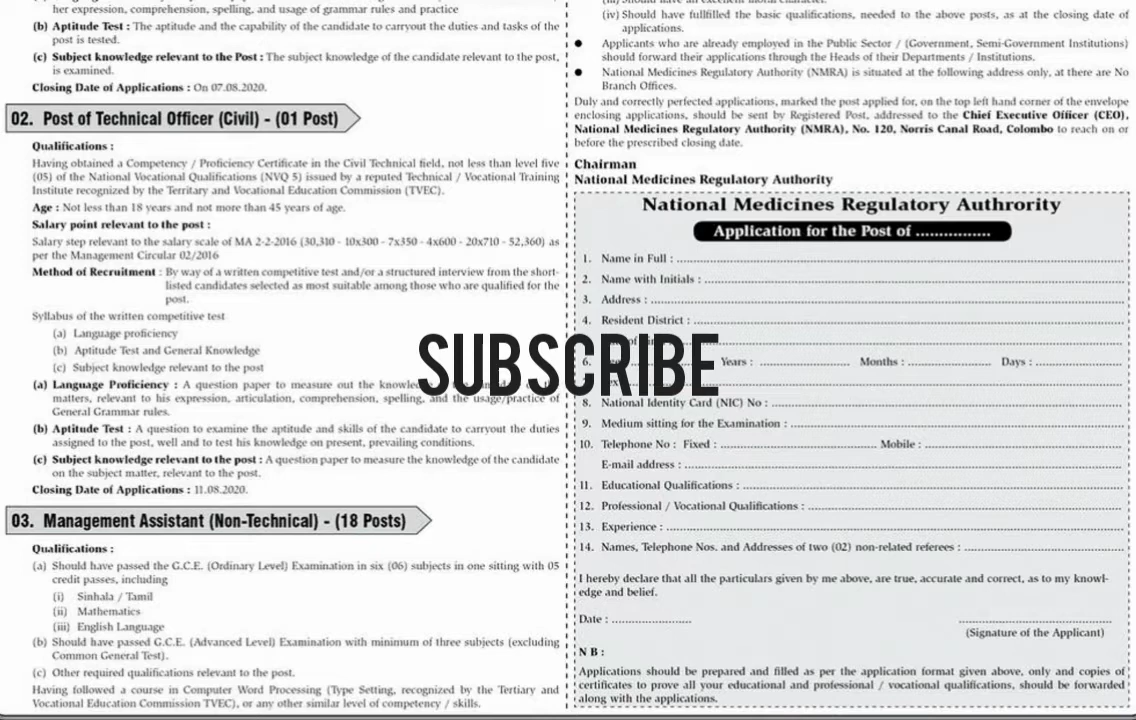 her expression, comprehension, spelling, and usage of grammar rules and practice
(b) Aptitude Test : The aptitude and the capability of the candidate to carryout the duties and tasks of the
post is tested.
(c) Subject knowledge relevant to the Post : The subject knowledge of the candidate relevant to the post,
is examined.
Closing Date of Applications : On 07.08.2020.
02. Post of Technical Officer (Civil) - (01 Post)
Qualifications :
Having obtained a Competency / Proficiency Certificate in the Civil Technical field, not less than level five
(05) of the National Vocational Qualifications (NVQ 5) issued by a reputed Technical / Vocational Training
Institute recognized by the Territary and Vocational Education Commission (TVEC).
Age : Not less than 18 years and not more than 45 years of age.
Salary point relevant to the post :
Salary step relevant to the salary scale of MA 2-2-2016 (30,310 - 10x300 - 7x350 - 4x600 - 20x710 - 52,360) as
per the Management Circular 02/2016
Method of Recruitment : By way of a written competitive test and/or a structured interview from the short-
listed candidates selected as most suitable among those who are qualified for the
post.
Syllabus of the written competitive test
(a) Language proficiency
(b) Aptitude Test and General Knowledge
(c) Subject knowledge relevant to the post
(a) Language Proficiency : A question paper to measure out the
matters, relevant to his expression, articulation, comprehension, spelling, and the usage/practice of
General Grammar rules.
(b) Aptitude Test : A question to examine the aptitude and skills of the candidate to carryout the duties
assigned to the post, well and to test his knowledge on present, prevailing conditions.
(c) Subject knowledge relevant to the post : A question paper to measure the knowledge of the candidate
on the subject matter, relevant to the post.
Closing Date of Applications : 11.08.2020.
03. Management Assistant (Non-Technical) - (18 Posts)
Qualifications :
(a) Should have passed the G.C.E. (Ordinary Level) Examination in six (06) subjects in one sitting with 05
credit passes, including
(i) Sinhala / Tamil
(ii) Mathematics
(iii) English Language
(b) Should have passed G.C.E. (Advanced Level) Examination with minimum of three subjects (excluding
Common General Test).
(c) Other required qualifications relevant to the post.
Having followed a course in Computer Word Processing (Type Setting, recognized by the Tertiary and
Vocational Education Commission TVEC), or any other similar level of competency / skills.
(iv) Should have fullfilled the basic qualifications, needed to the above posts, as at the closing date of
applications.
● Applicants who are already employed in the Public Sector / (Government, Semi-Government Institutions)
should forward their applications through the Heads of their Departments / Institutions.
● National Medicines Regulatory Authority (NMRA) is situated at the following address only, at there are No
Branch Offices.
Duly and correctly perfected applications, marked the post applied for, on the top left hand corner of the envelope
enclosing applications, should be sent by Registered Post, addressed to the Chief Executive Officer (CEO),
National Medicines Regulatory Authority (NMRA), No. 120, Norris Canal Road, Colombo to reach on or
before the prescribed closing date.
Chairman
National Medicines Regulatory Authority
National Medicines Regulatory Authrority
Application for the Post of ................
1. Name in Full :
2. Name with Initials :
3. Address :
4. Resident District :
6. Years : Months : Days :
8. National Identity Card (NIC) No :
9. Medium sitting for the Examination :
10. Telephone No : Fixed : Mobile :
E-mail address :
11. Educational Qualifications :
12. Professional / Vocational Qualifications :
13. Experience :
14. Names, Telephone Nos. and Addresses of two (02) non-related referees :
I hereby declare that all the particulars given by me above, are true, accurate and correct, as to my knowl-
edge and belief.
Date :
(Signature of the Applicant)
N B :
Applications should be prepared and filled as per the application format given above, only and copies of
certificates to prove all your educational and professional / vocational qualifications, should be forwarded
along with the applications.
SUBSCRIBE